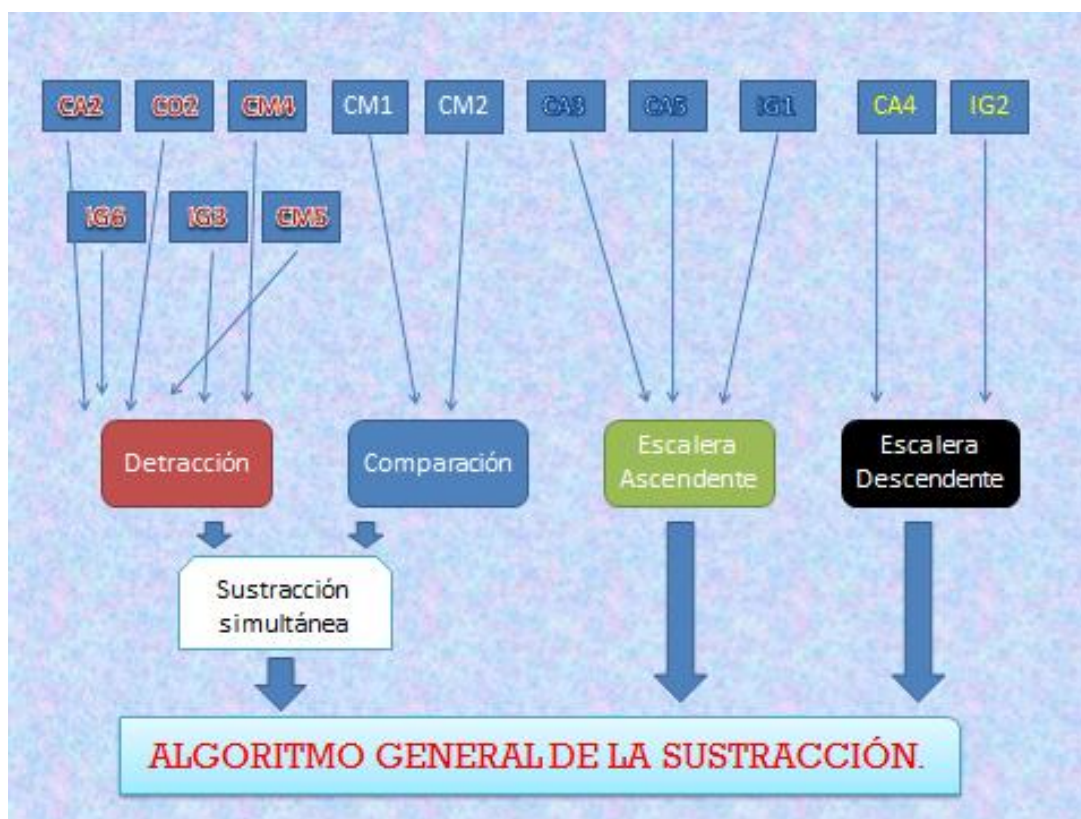 CA2 CO2 CM4 CM1 CM2 CA3 CA5 IG1 CA4 IG2
IG6 IG3 CM5
Detracción
Comparación
Escalera
Ascendente
Escalera
Descendente
Sustracción
simultánea
ALGORITMO GENERAL DE LA SUSTRACCIÓN.